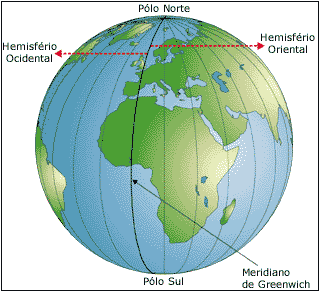 Pólo Norte
Hemisfério
Ocidental
Hemisfério
Oriental
Meridiano
de Greenwich
Pólo Sul